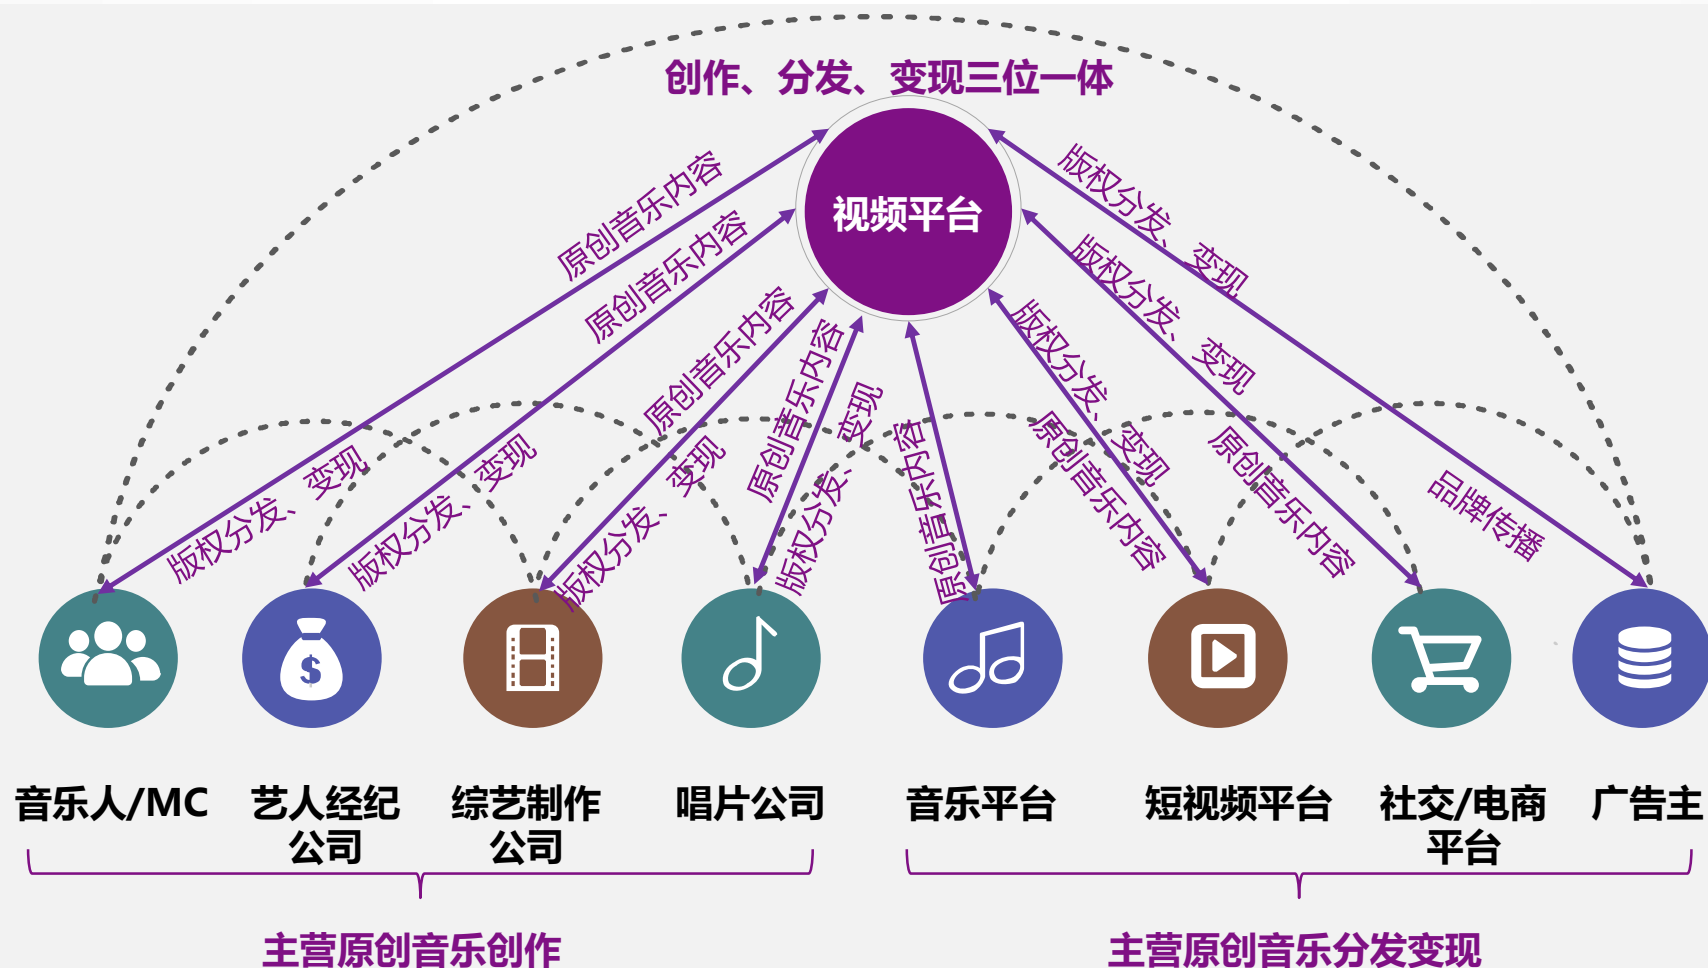 创作、分发、变现三位一体
视频平台
原创音乐内容
原创音乐内容
原创音乐内容
原创音乐内容
版权分发、变现
版权分发、变现
版权分发、变现
版权分发、变现
版权分发、变现
版权分发、变现
版权分发、变现
原创音乐内容
原创音乐内容
原创音乐内容
品牌传播
$
音乐人/MC
艺人经纪
公司
综艺制作
公司
唱片公司
音乐平台
短视频平台
社交/电商
平台
广告主
主营原创音乐创作
主营原创音乐分发变现